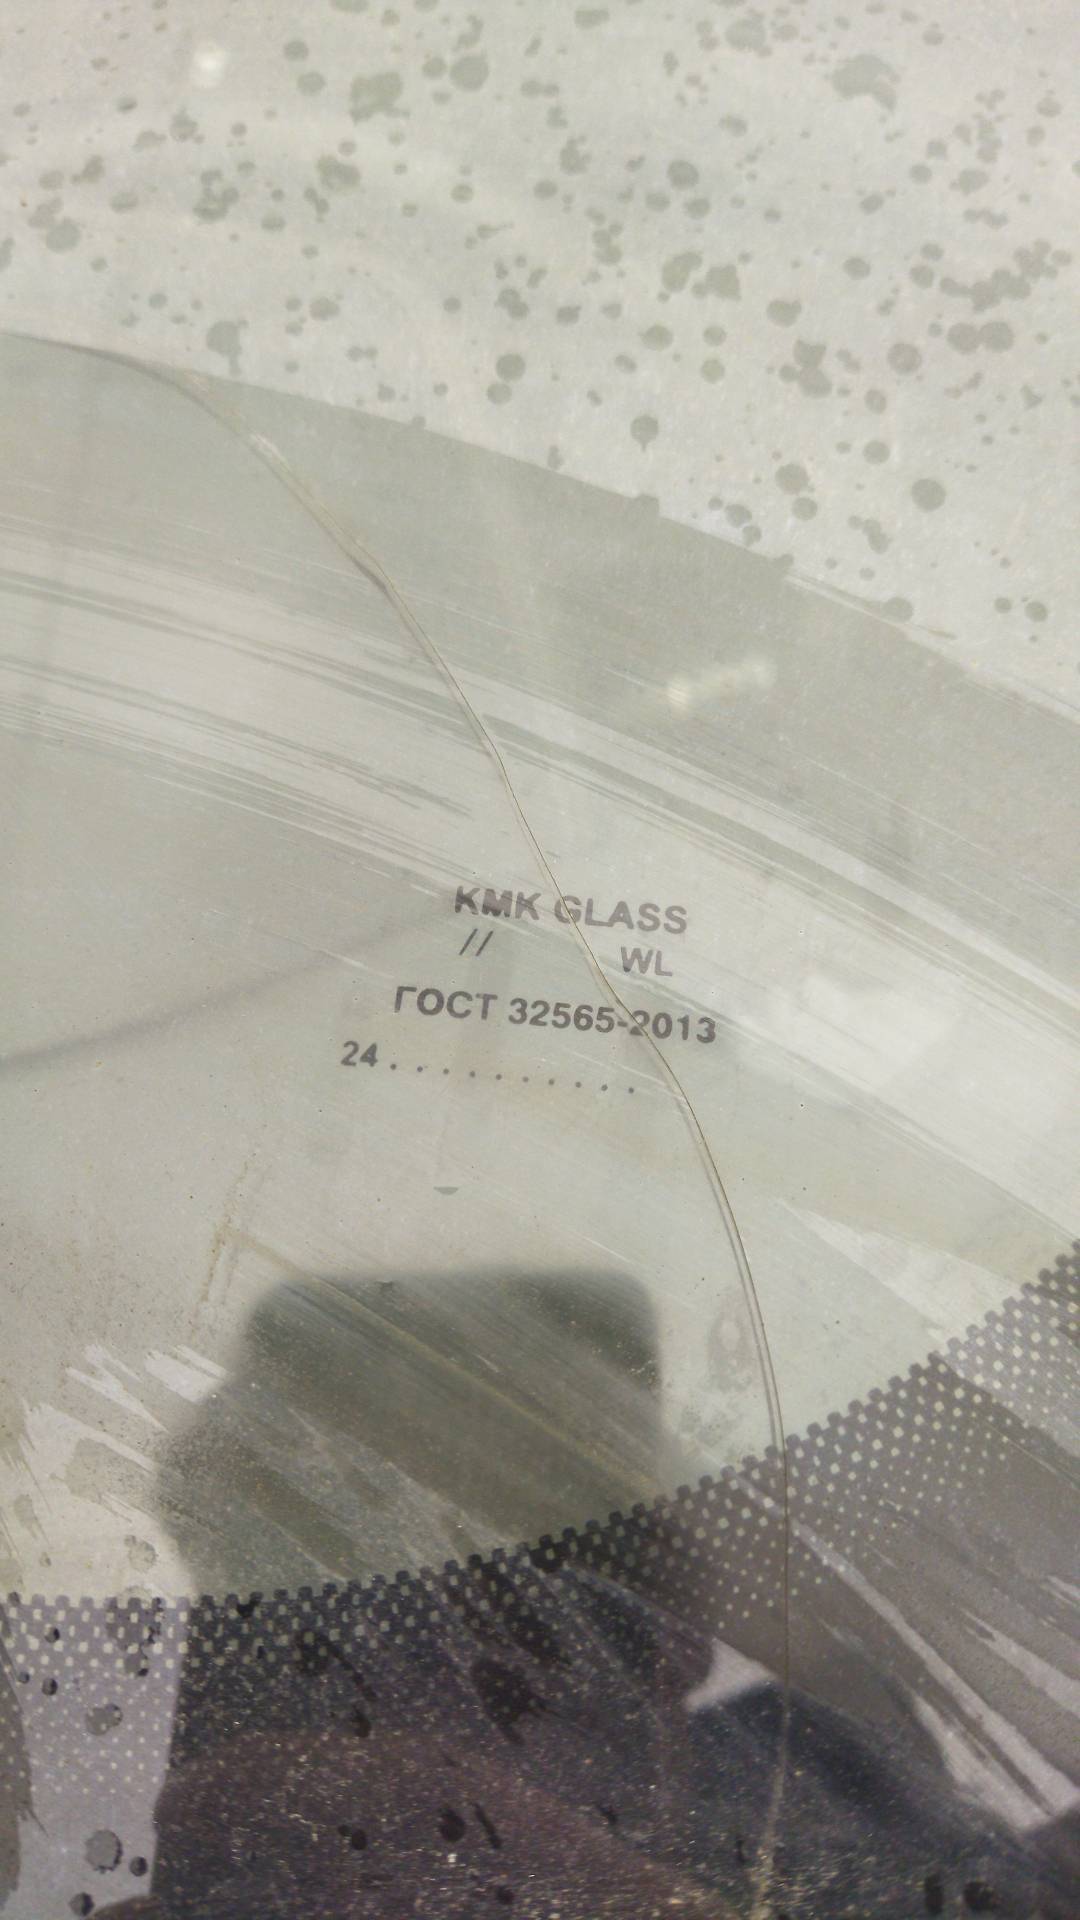 KMK GLASS
// WL
ГОСТ 32565-2013
24..........